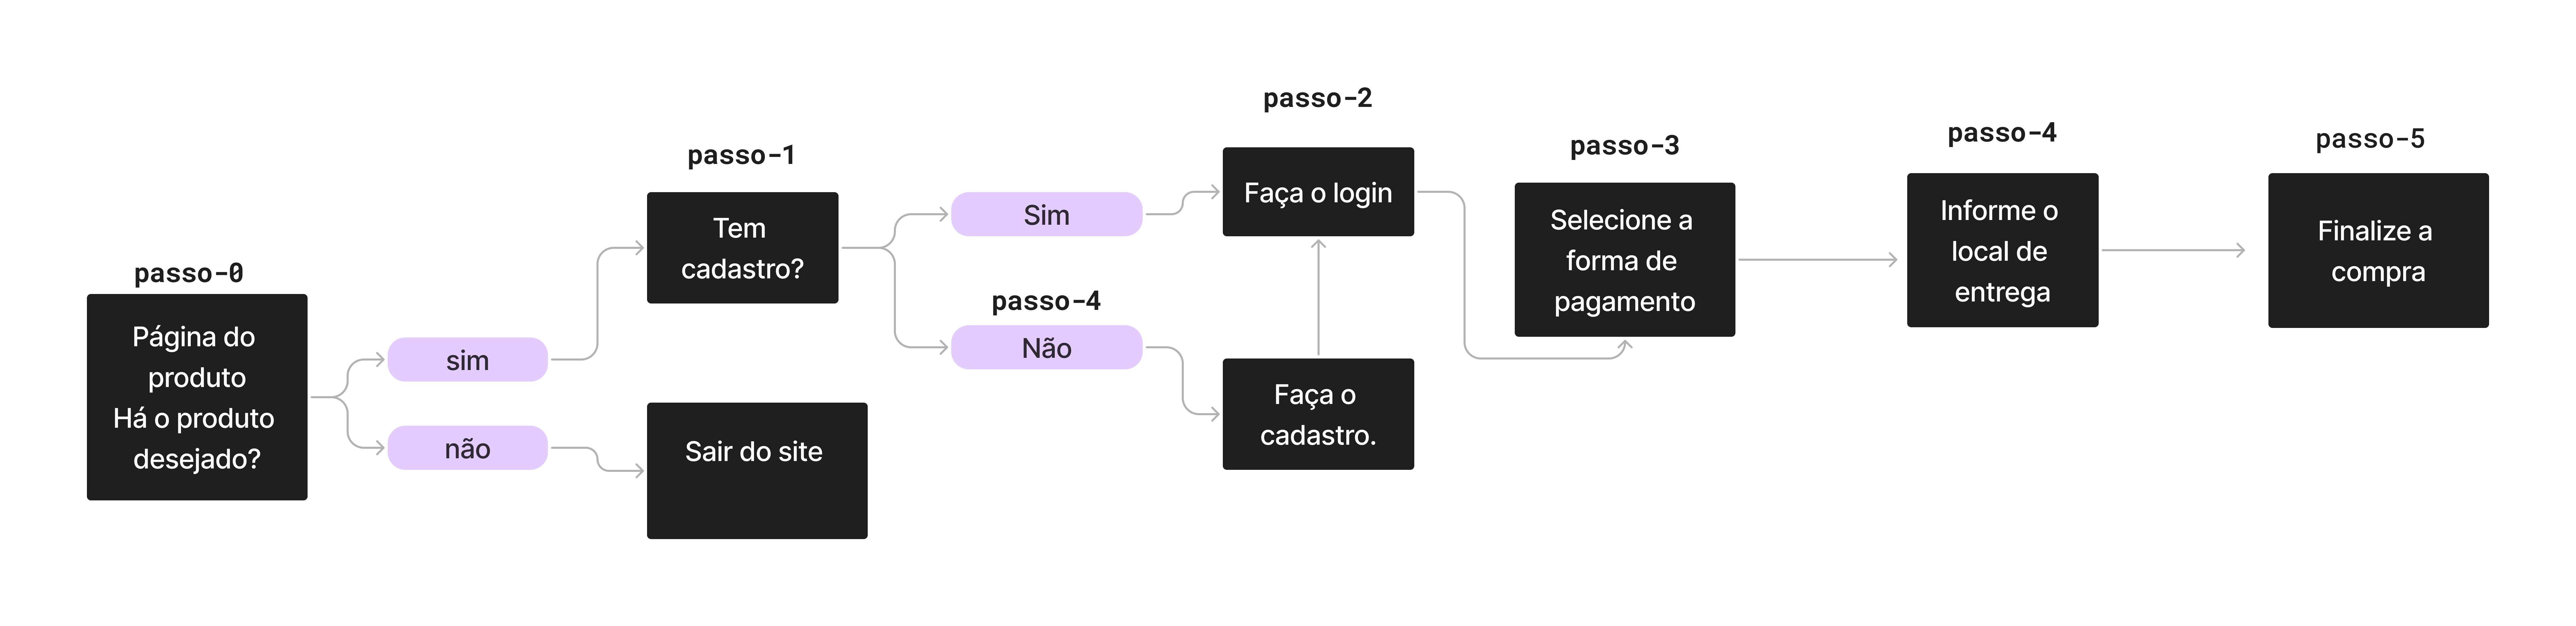 passo-0
Página do
produto
Há o produto
desejado?
sim
não
passo-1
Tem
cadastro?
Sair do site
Sim
passo-4
Não
passo-2
Faça o login
Faça o
cadastro.
passo-3
Selecione a
forma de
pagamento
passo-4
Informe o
local de
entrega
passo-5
Finalize a
compra